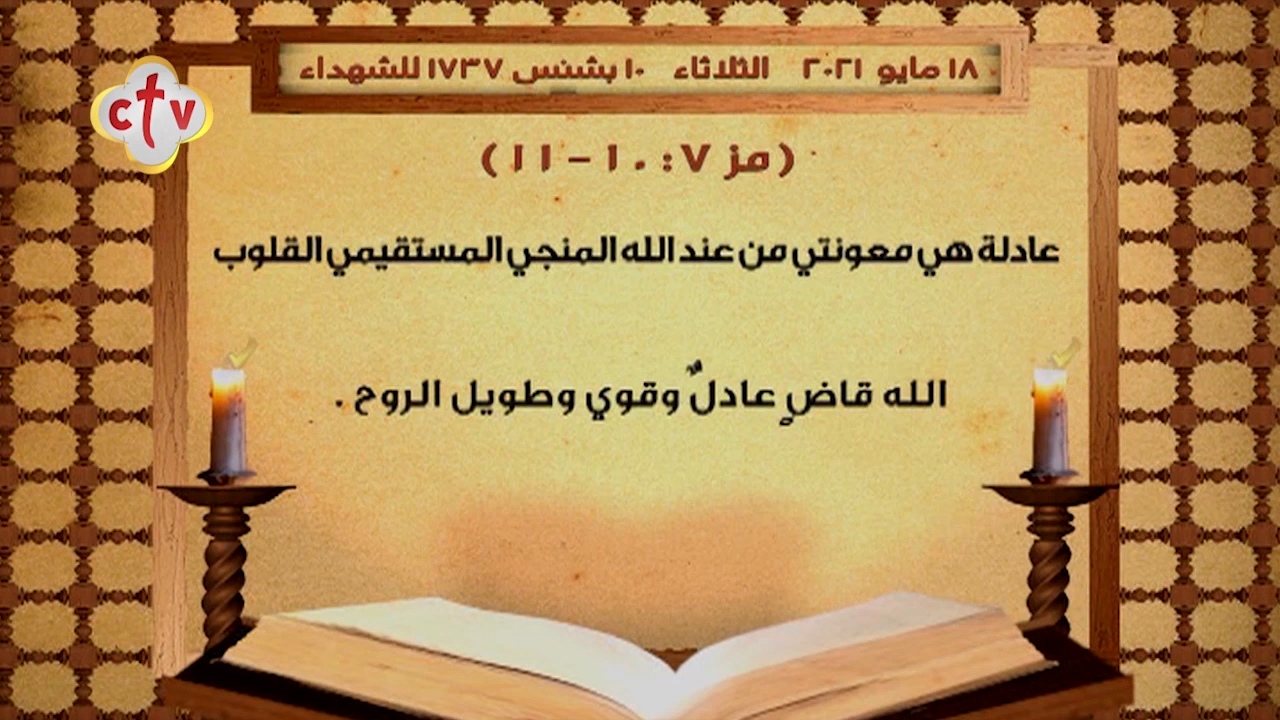 ١٨ مايو ٢٠٢١ الثلاثاء ١٠ بشنس ١٧٣٧ للشهداء
ctv
(مز ٧ : ١٠ - ١١)
عادلة هي معونتي من عند الله المنجي المستقيمي القلوب
الله قاضٍ عادلٌ وقوي وطويل الروح .